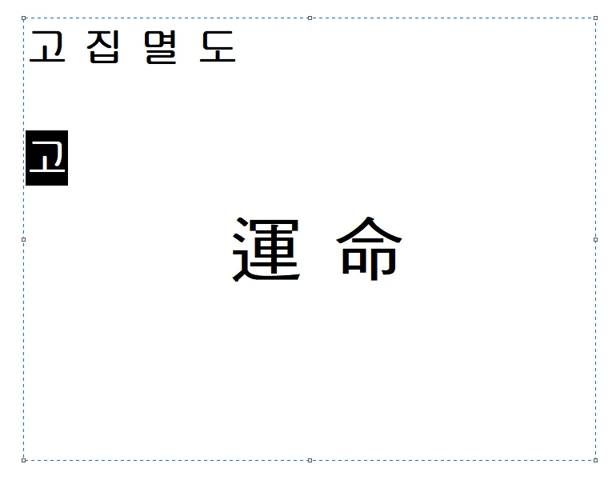 고 집 멸 도
고
運 命